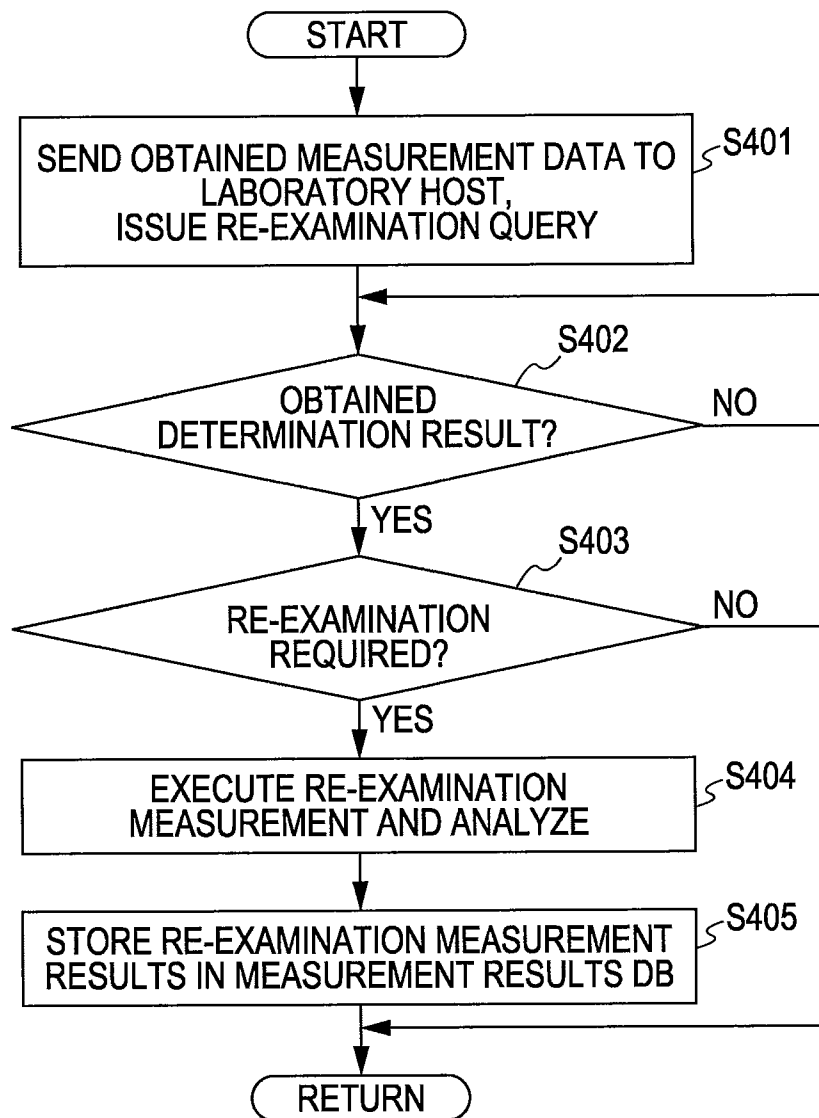 START
SEND OBTAINED MEASUREMENT DATA TO
LABORATORY HOST,
ISSUE RE-EXAMINATION QUERY
S401
S402
OBTAINED
DETERMINATION RESULT?
NO
YES
S403
RE-EXAMINATION
REQUIRED?
NO
YES
EXECUTE RE-EXAMINATION
MEASUREMENT AND ANALYZE
S404
STORE RE-EXAMINATION MEASUREMENT
RESULTS IN MEASUREMENT RESULTS DB
S405
RETURN